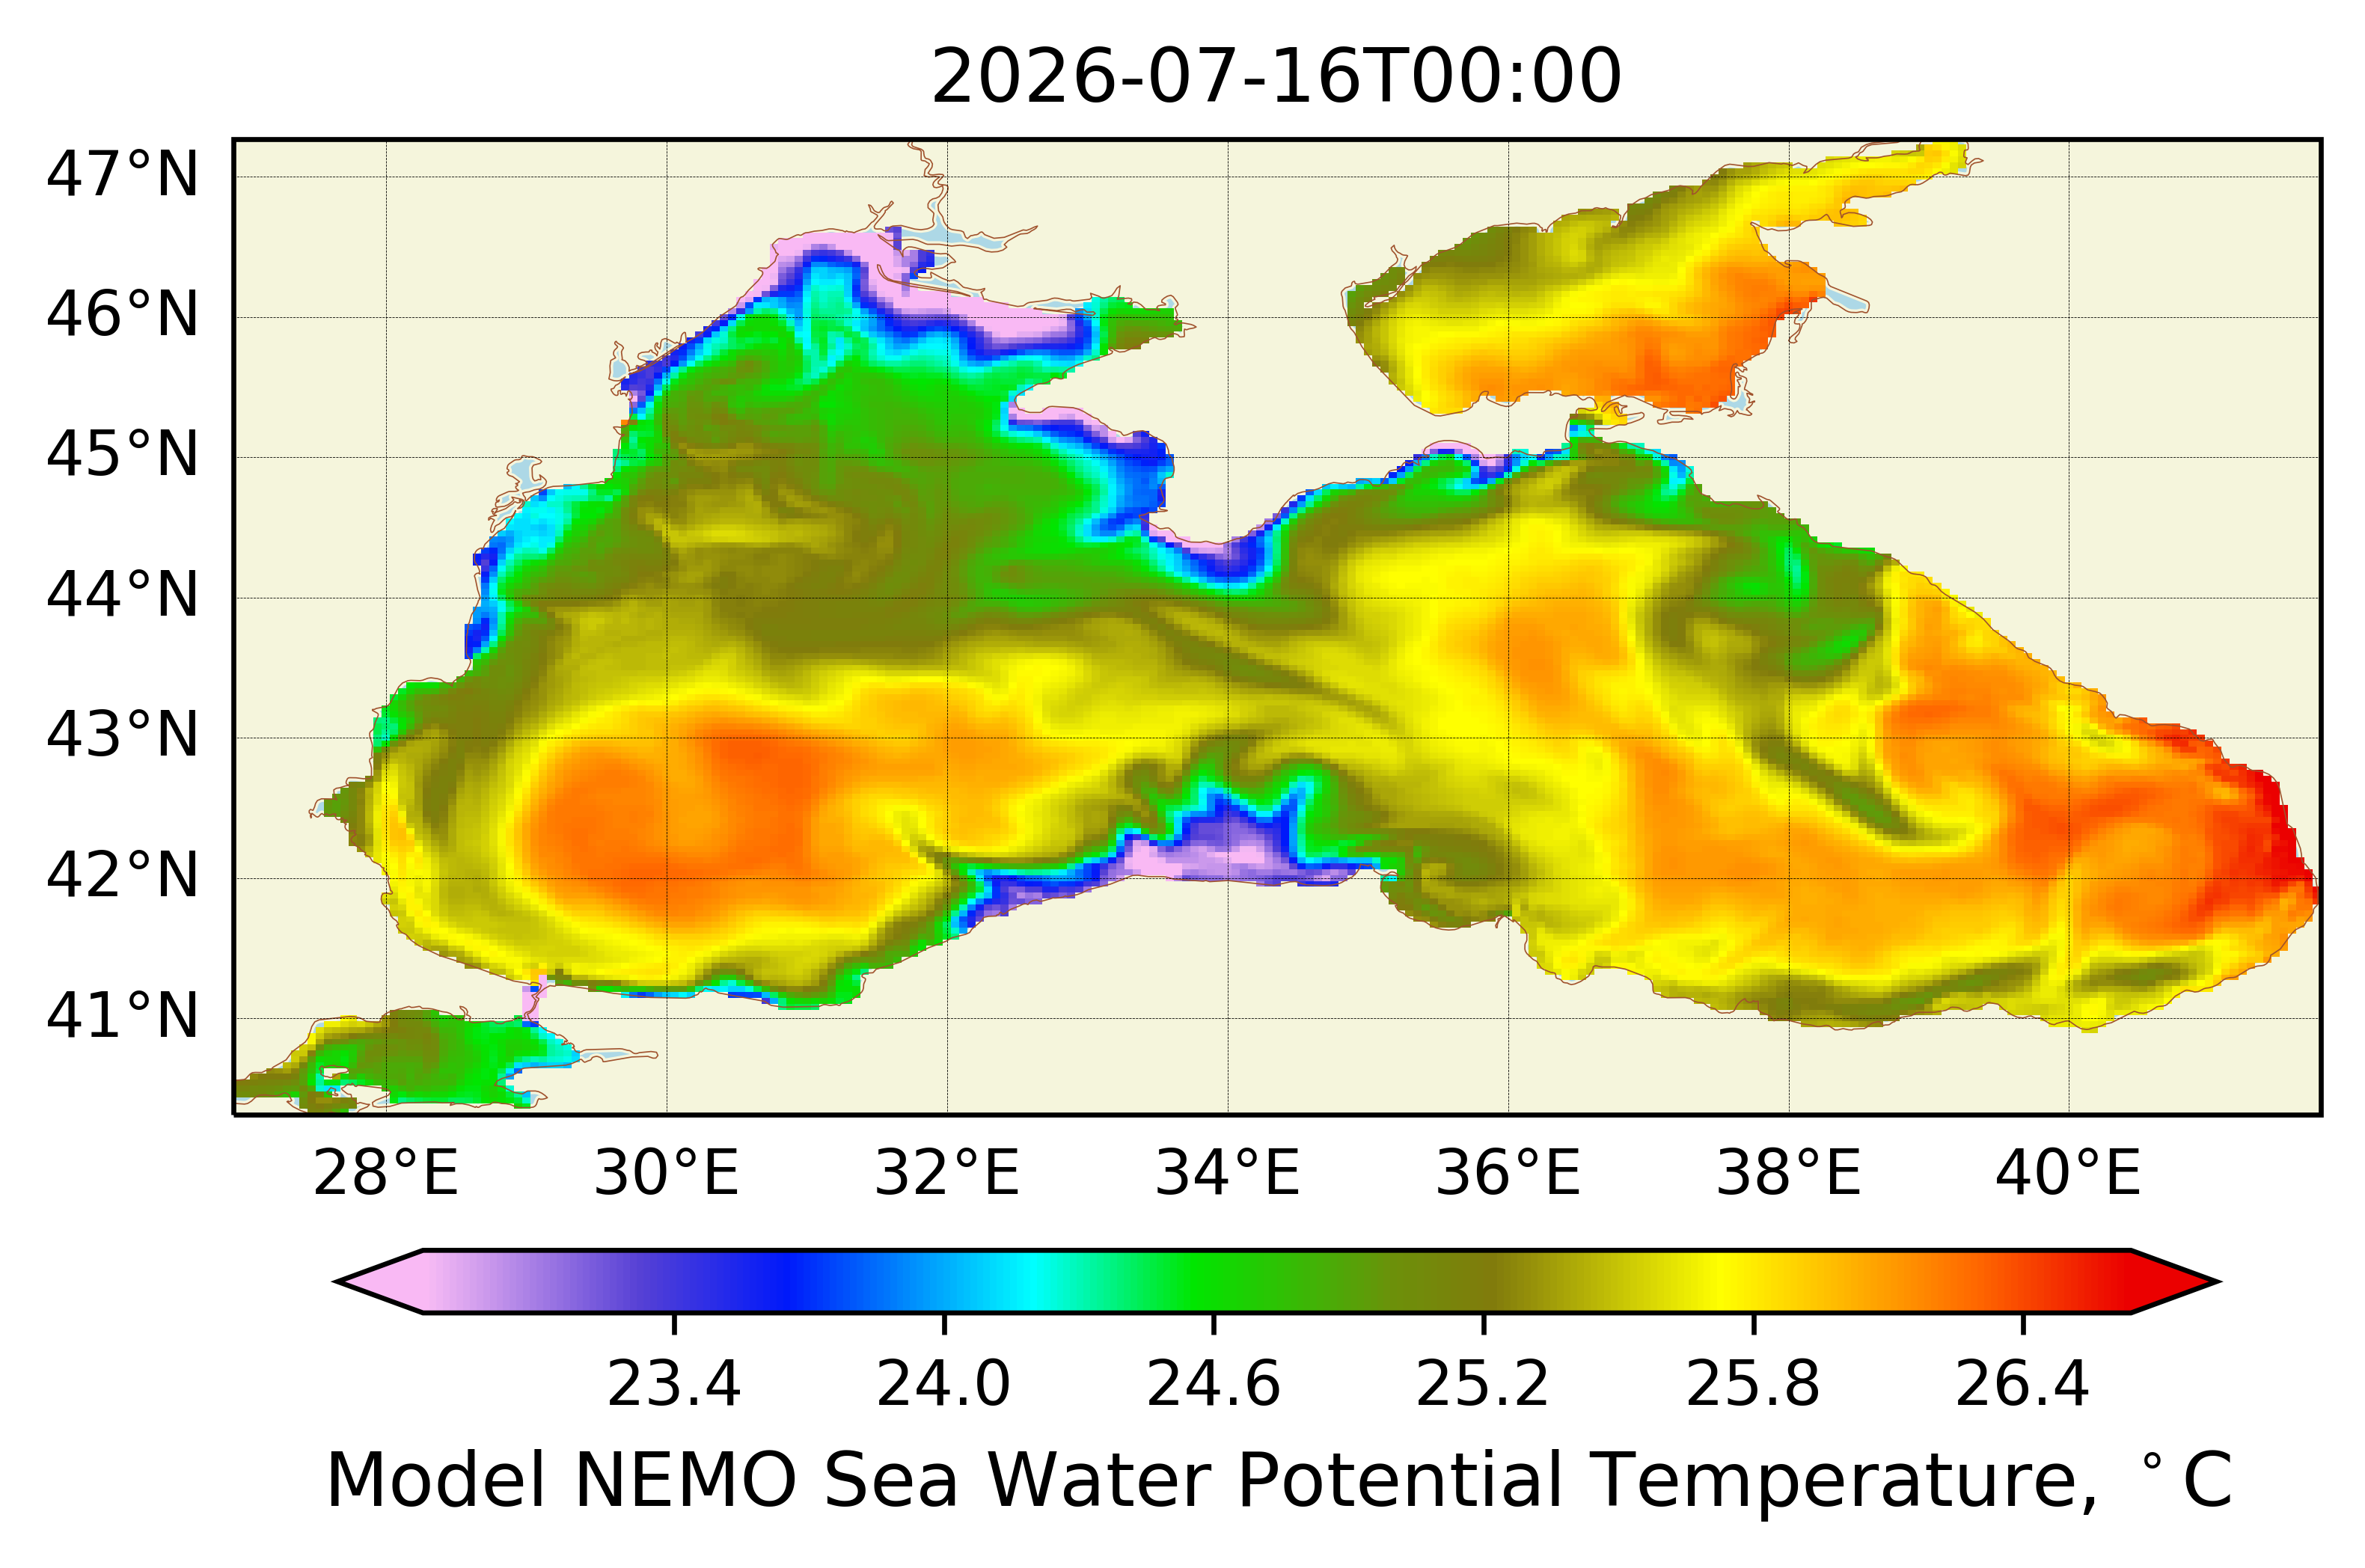 2026-07-16T00:00
47°N
46°N
45°N
44°N
43°N
42°N
41°N
28°E 30°E 32°E 34°E 36°E 38°E 40°E
23.4 24.0 24.6 25.2 25.8 26.4
Model NEMO Sea Water Potential Temperature, °C